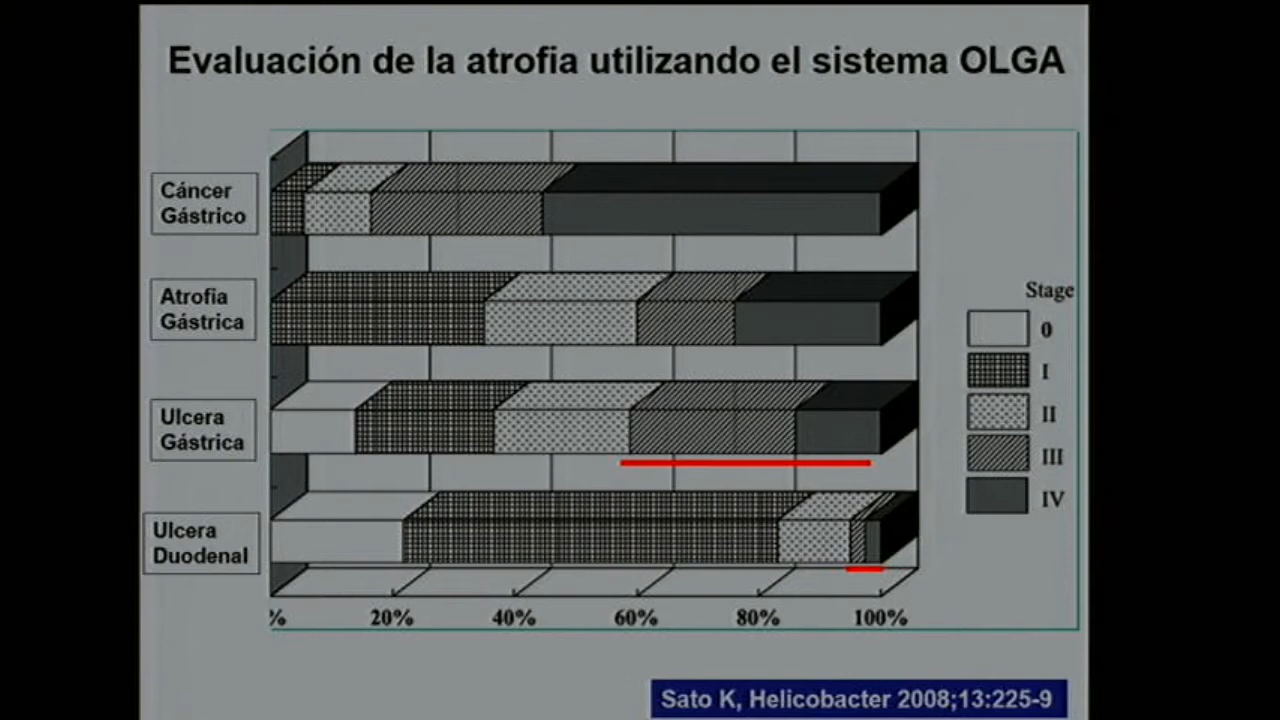 Evaluación de la atrofia utilizando el sistema OLGA
Cáncer
Gástrico
Atrofia
Gástrica
Ulcera
Gástrica
Ulcera
Duodenal
Stage
0
I
II
III
IV
% 20% 40% 60% 80% 100%
Sato K, Helicobacter 2008;13:225-9